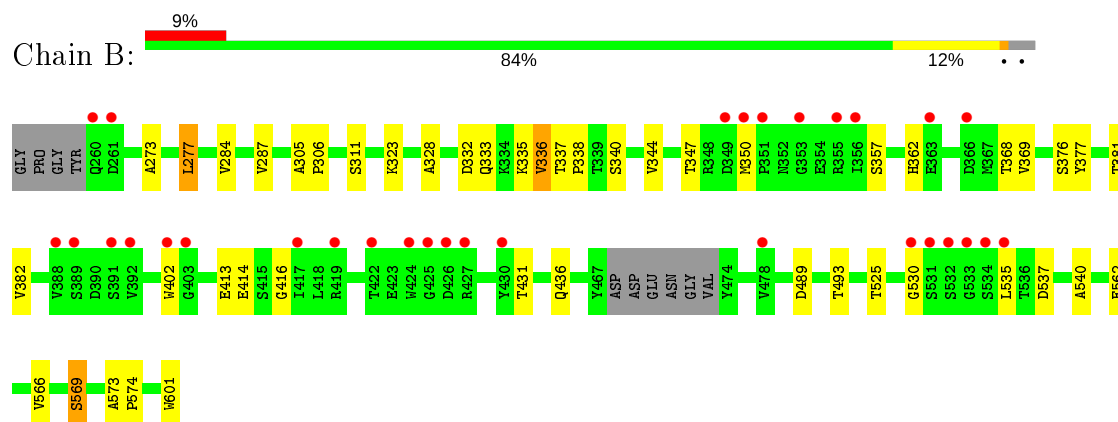 9%
Chain B:
84% 12% • •
GLY PRO GLY TYR Q260 D261 A273 L277 V284 V287 A305 P306 S311 K323 A328 D332 Q333 K334 K335 V336 T337 P338 T339 S340 V344 T347 R348 D349 M350 P351 N352 G353 E354 R355 I356 S357 H362 E363 D366 M367 T368 V369 S376 Y377 T381
V382 V388 S389 D390 S391 V392 W402 G403 E413 E414 S415 G416 I417 L418 R419 T422 E423 W424 G425 D426 R427 Y430 T431 Q436 Y467 ASP ASP GLU ASN GLY VAL Y474 V478 D489 T493 T525 G530 S531 S532 G533 S534 L535 T536 D537 A540
V566 S569 A573 P574 W601